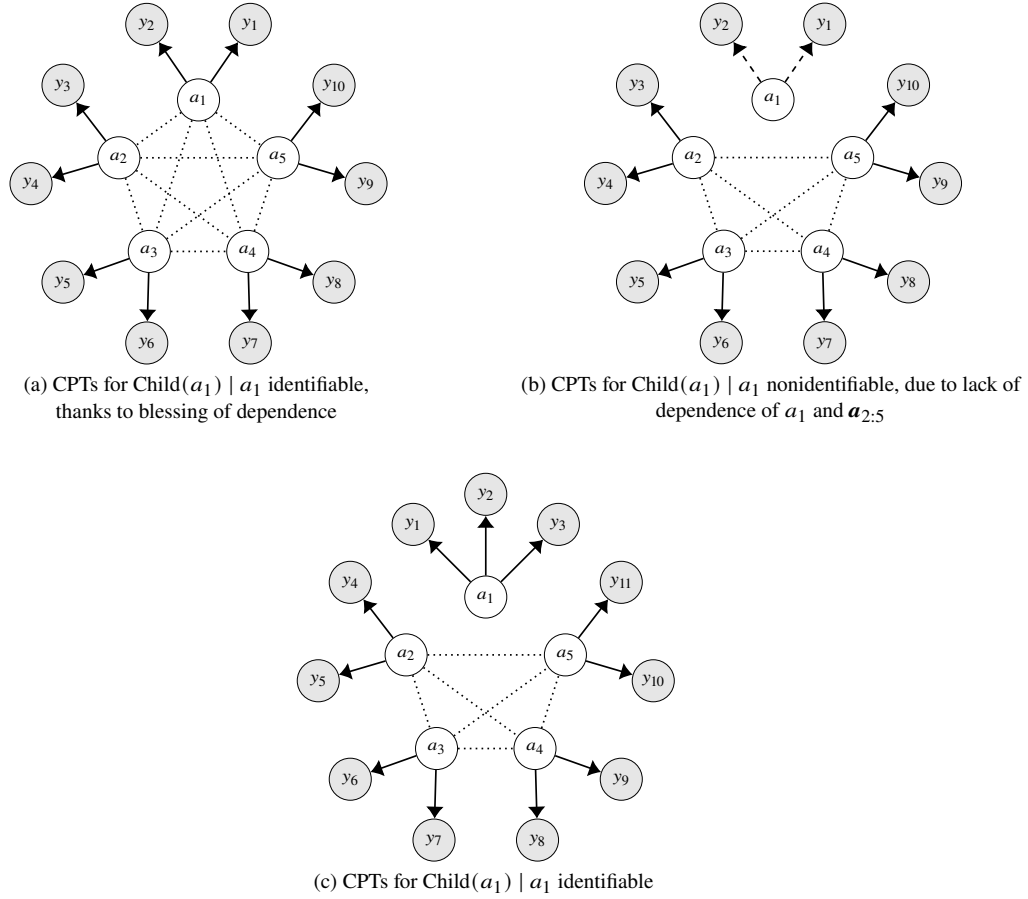 y2 y1 y2 y1
y3 a1 y10 y3 a1 y10
a2 a5 a2 a5
y4 y9 y4 y9
a3 a4 a3 a4
y5 y8 y5 y8
y6 y7 y6 y7
(a) CPTs for Child(a1) | a1 identifiable,
thanks to blessing of dependence
(b) CPTs for Child(a1) | a1 nonidentifiable, due to lack of
dependence of a1 and a2:5
y2
y1 y3
y4 a1 y11
a2 a5
y5 y10
a3 a4
y6 y9
y7 y8
(c) CPTs for Child(a1) | a1 identifiable